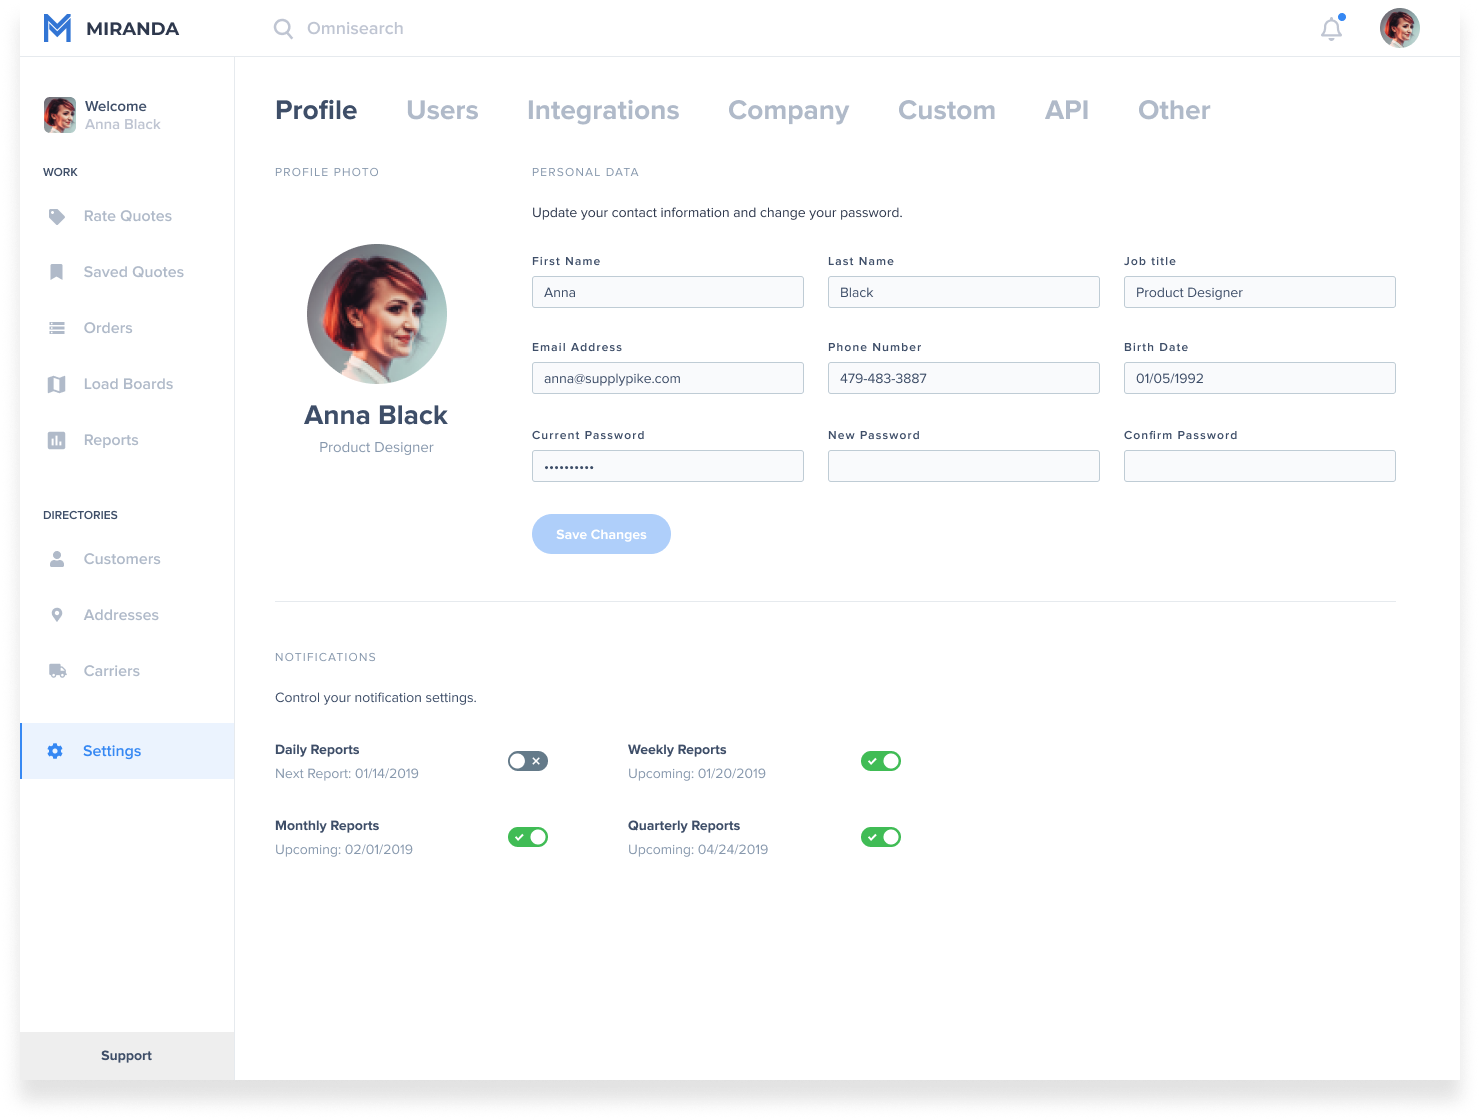 MIRANDA
Omnisearch
Welcome
Anna Black
WORK
Rate Quotes
Saved Quotes
Orders
Load Boards
Reports
DIRECTORIES
Customers
Addresses
Carriers
Settings
Support
Profile Users Integrations Company Custom API Other
PROFILE PHOTO
Anna Black
Product Designer
PERSONAL DATA
Update your contact information and change your password.
First Name Last Name Job title
Anna Black Product Designer
Email Address Phone Number Birth Date
anna@supplypike.com 479-483-3887 01/05/1992
Current Password New Password Confirm Password
••••••••••
Save Changes
NOTIFICATIONS
Control your notification settings.
Daily Reports Weekly Reports
Next Report: 01/14/2019 Upcoming: 01/20/2019
Monthly Reports Quarterly Reports
Upcoming: 02/01/2019 Upcoming: 04/24/2019